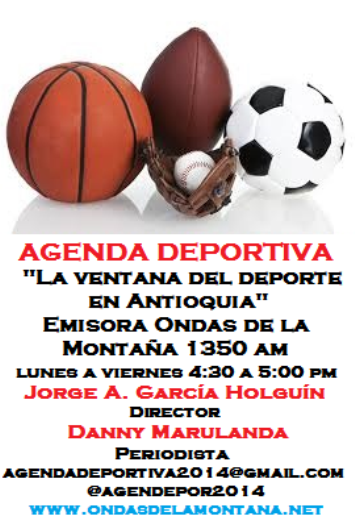 AGENDA DEPORTIVA
"La ventana del deporte
en Antioquia"
Emisora Ondas de la
Montaña 1350 am
lunes a viernes 4:30 a 5:00 pm
Jorge A. García Holguín
Director
Danny Marulanda
Periodista
agendadeportiva2014@gmail.com
@agendepor2014
www.ondasdelamontana.net